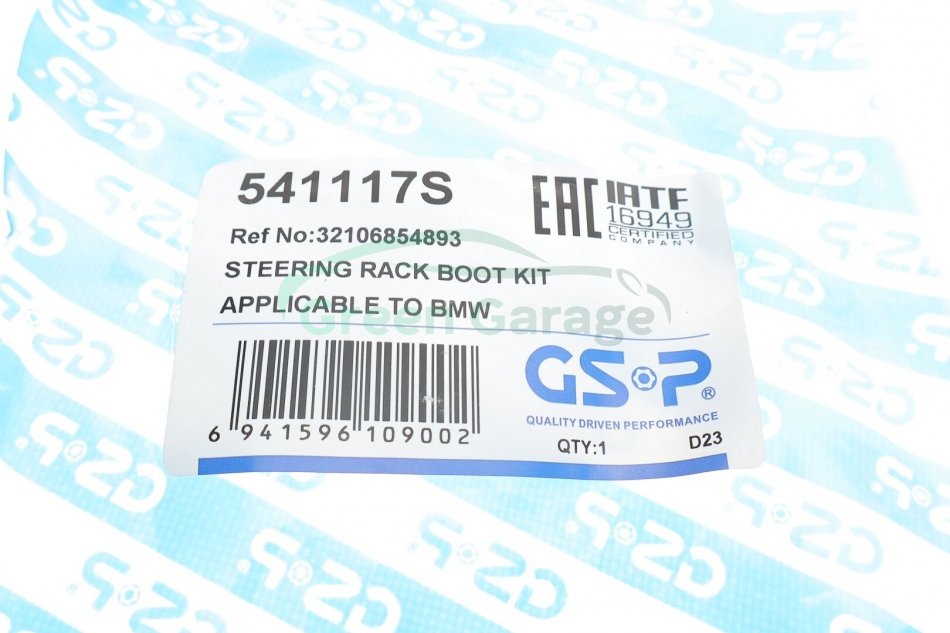 541117S
EAC
IATF
16949
CERTIFIED
COMPANY
Ref No:32106854893
STEERING RACK BOOT KIT
APPLICABLE TO BMW
Green Garage
GSP®
QUALITY DRIVEN PERFORMANCE
6 941596 109002
QTY:1
D23